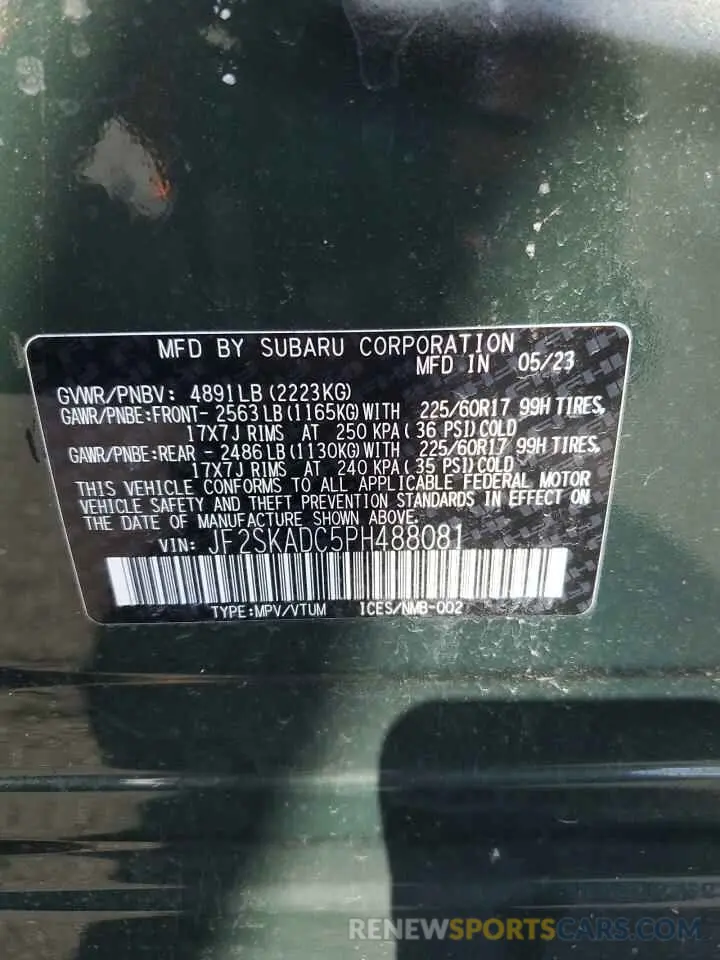 MFD BY SUBARU CORPORATION
MFD IN 05/23
GVWR/PNBV: 4891LB(2223KG)
GAWR/PNBE:FRONT- 2563LB(1165KG)WITH 225/60R17 99H TIRES,
17X7J RIMS AT 250 KPA( 36 PSI)COLD
GAWR/PNBE:REAR - 2486LB(1130KG)WITH 225/60R17 99H TIRES,
17X7J RIMS AT 240 KPA( 35 PSI)COLD
THIS VEHICLE CONFORMS TO ALL APPLICABLE FEDERAL MOTOR
VEHICLE SAFETY AND THEFT PREVENTION STANDARDS IN EFFECT ON
THE DATE OF MANUFACTURE SHOWN ABOVE.
VIN: JF2SKADC5PH488081
TYPE:MPV/VTUM ICES/NMB-002
RENEWSPORTSCARS.COM